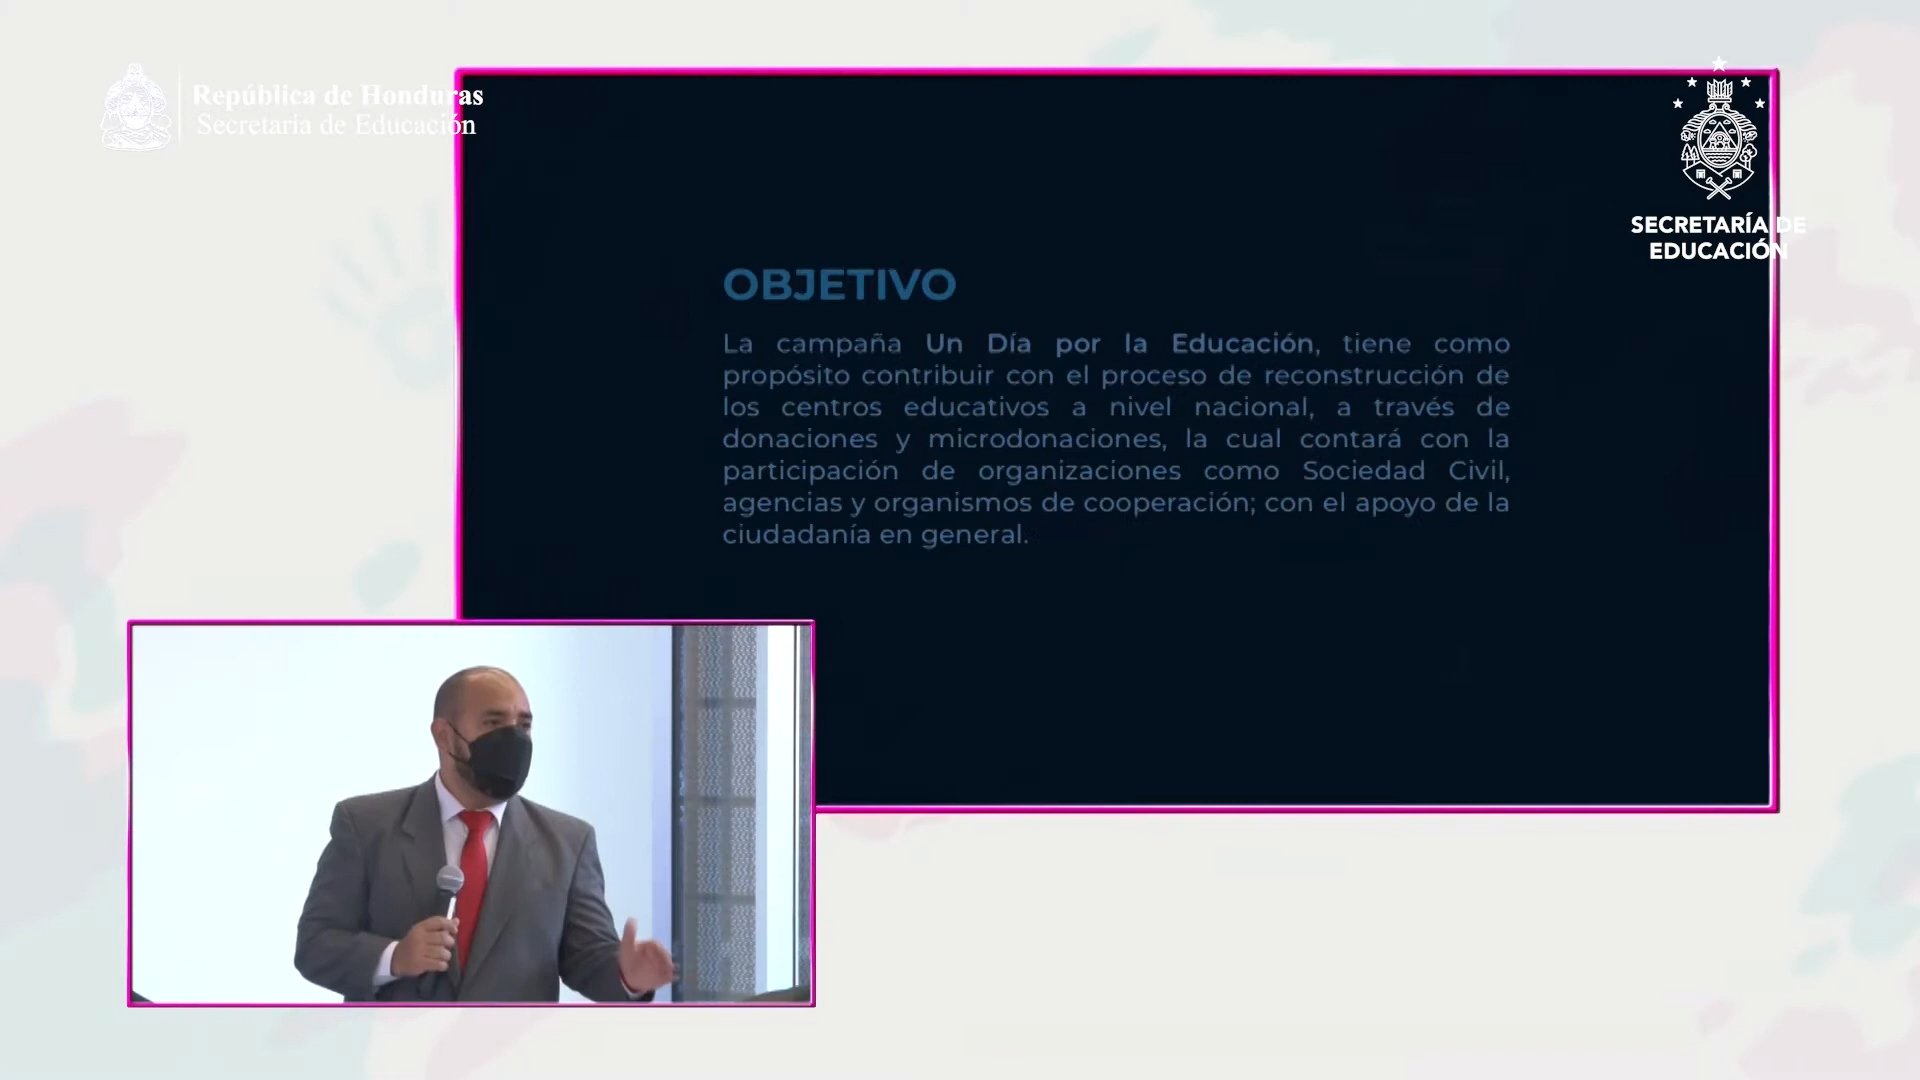 República de Honduras
Secretaría de Educación
SECRETARÍA DE
EDUCACIÓN
OBJETIVO
La campaña Un Día por la Educación, tiene como
propósito contribuir con el proceso de reconstrucción de
los centros educativos a nivel nacional, a través de
donaciones y microdonaciones, la cual contará con la
participación de organizaciones como Sociedad Civil,
agencias y organismos de cooperación; con el apoyo de la
ciudadanía en general.